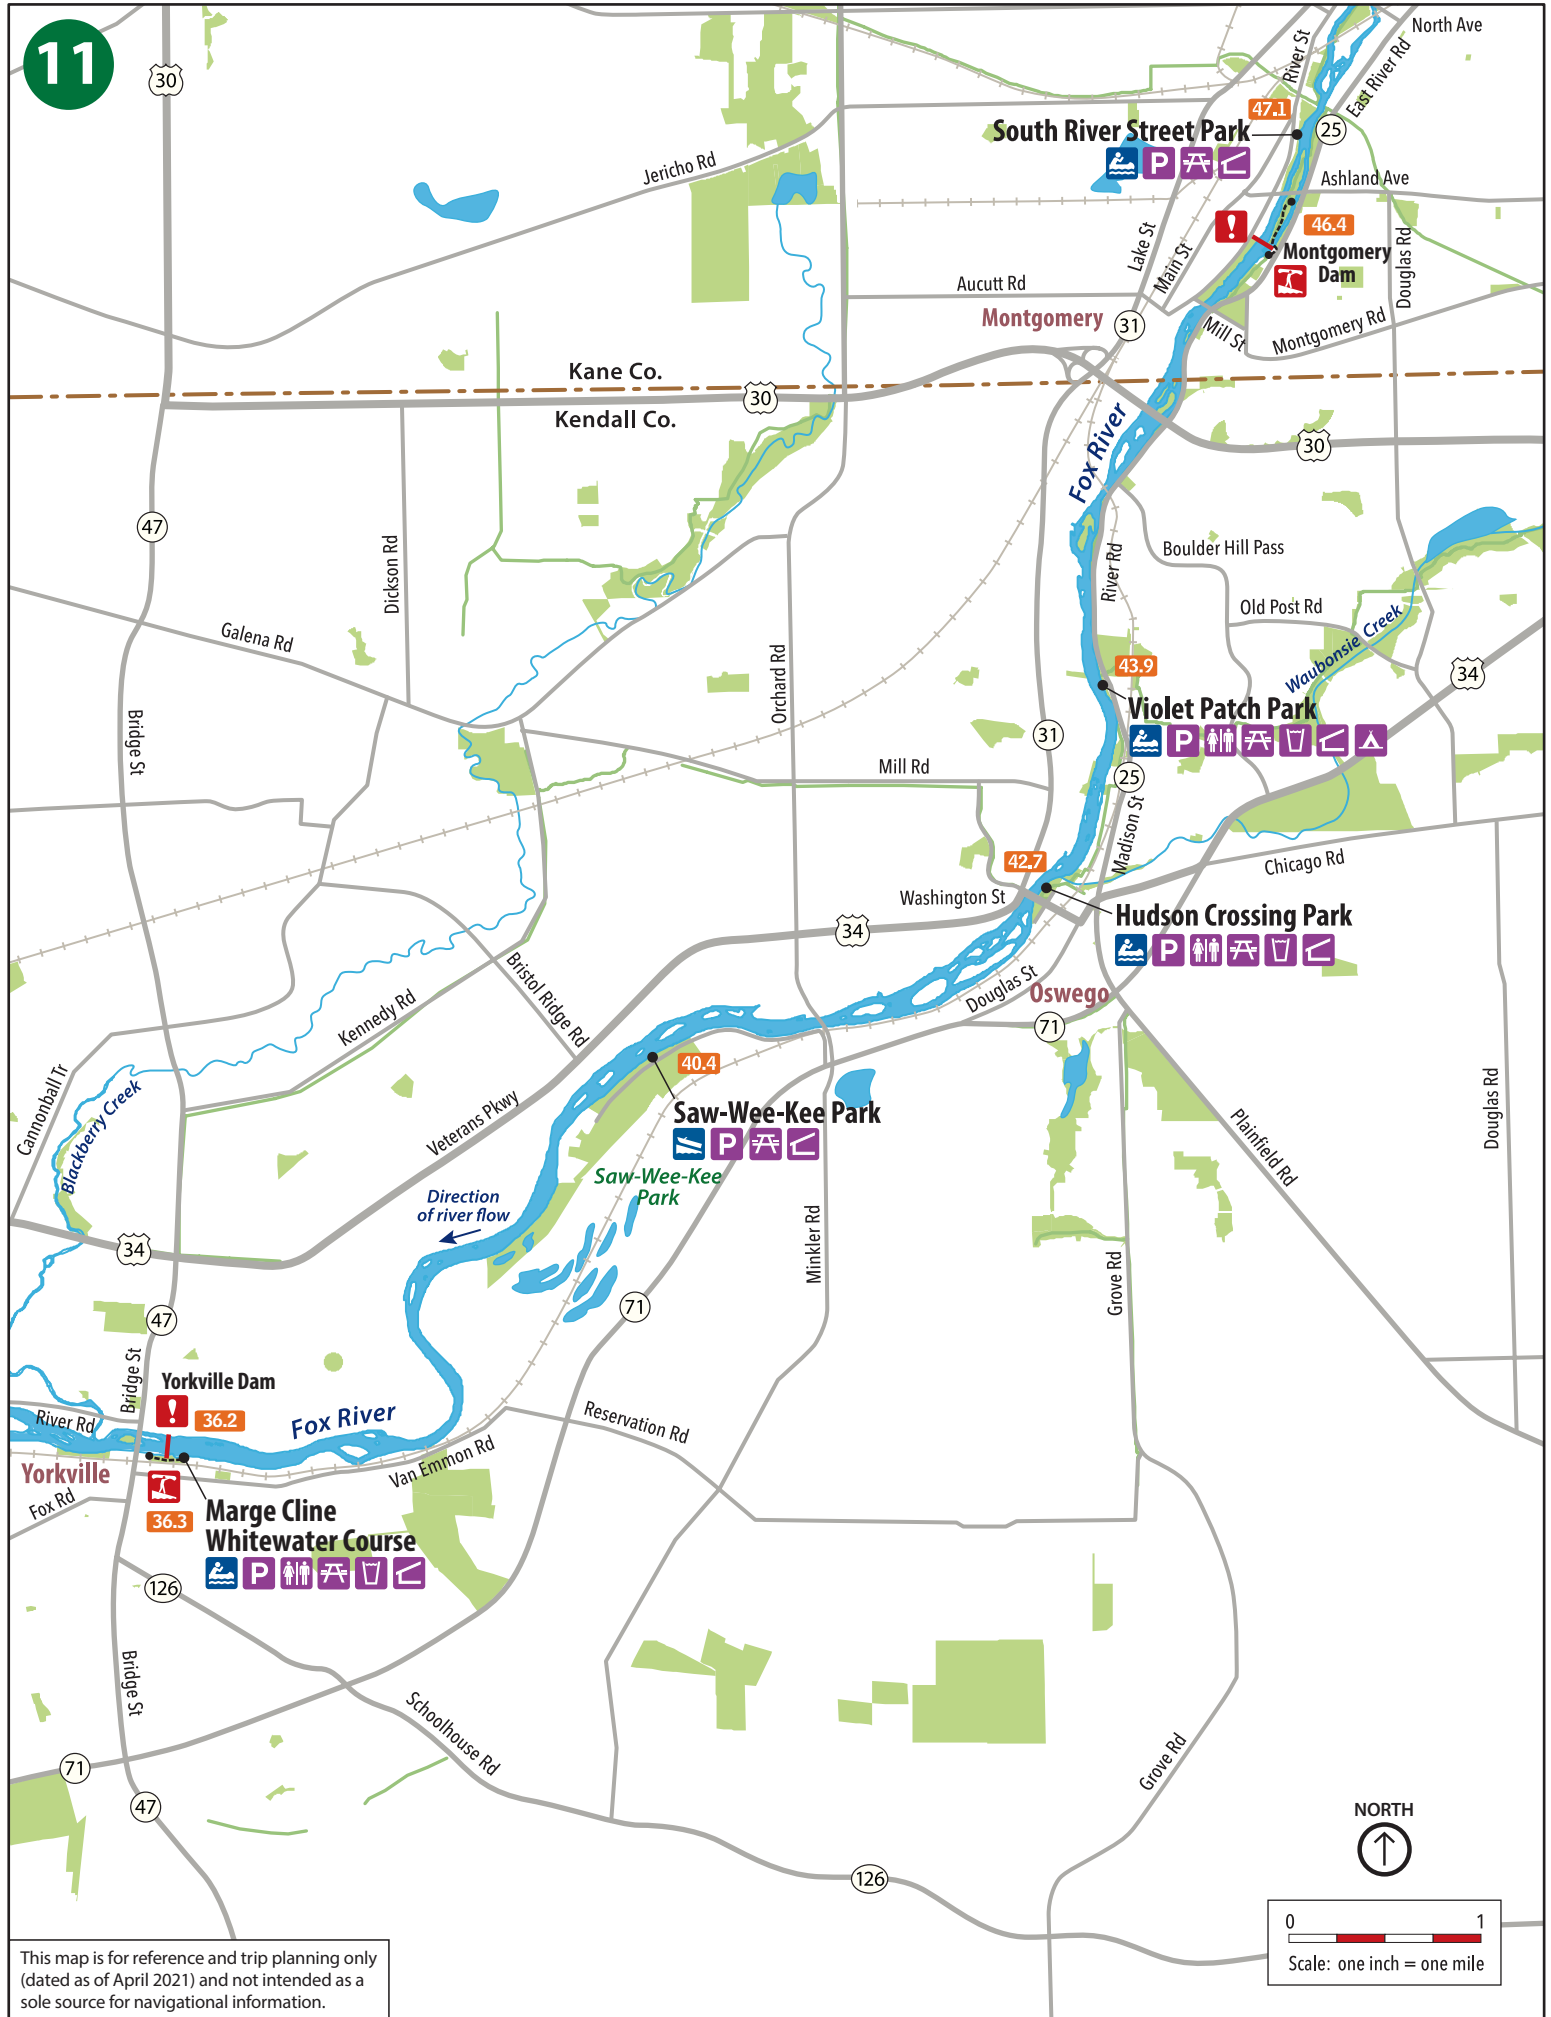 11
30
North Ave
River St
East River Rd
47.1
South River Street Park
25
P
Jericho Rd
Ashland Ave
46.4
!
Montgomery
Dam
Douglas Rd
Lake St
Main St
Aucutt Rd
Montgomery
31
Mill St
Montgomery Rd
Kane Co.
30
Kendall Co.
Fox River
30
47
Dickson Rd
Boulder Hill Pass
River Rd
Old Post Rd
Waubonsie Creek
Galena Rd
Orchard Rd
43.9
34
Violet Patch Park
P
Bridge St
31
Mill Rd
25
Madison St
42.7
Chicago Rd
Washington St
34
Hudson Crossing Park
P
Bristol Ridge Rd
Kennedy Rd
Douglas St
Oswego
71
40.4
Cannonball Tr
Blackberry Creek
Veterans Pkwy
Saw-Wee-Kee Park
P
Saw-Wee-Kee
Park
Plainfield Rd
Douglas Rd
Direction
of river flow
34
Minkler Rd
Grove Rd
71
47
Bridge St
Yorkville Dam
!
36.2
River Rd
Fox River
Reservation Rd
Van Emmon Rd
Yorkville
Fox Rd
36.3
Marge Cline
Whitewater Course
P
126
Bridge St
Schoolhouse Rd
71
47
Grove Rd
NORTH
126
0 1
Scale: one inch = one mile
This map is for reference and trip planning only
(dated as of April 2021) and not intended as a
sole source for navigational information.